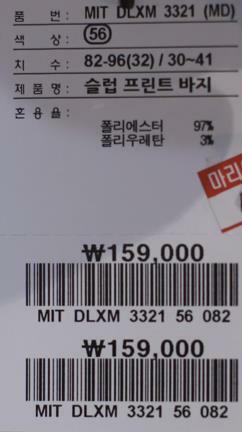 품 번 : MIT DLXM 3321 (MD)
색 상 : 56
치 수 : 82-96(32) / 30~41
제 품 명 : 슬럽 프린트 바지
혼 용 율 :
폴리에스터 97%
폴리우레탄 3%
마리
₩159,000
MIT DLXM 3321 56 082
₩159,000
MIT DLXM 3321 56 082